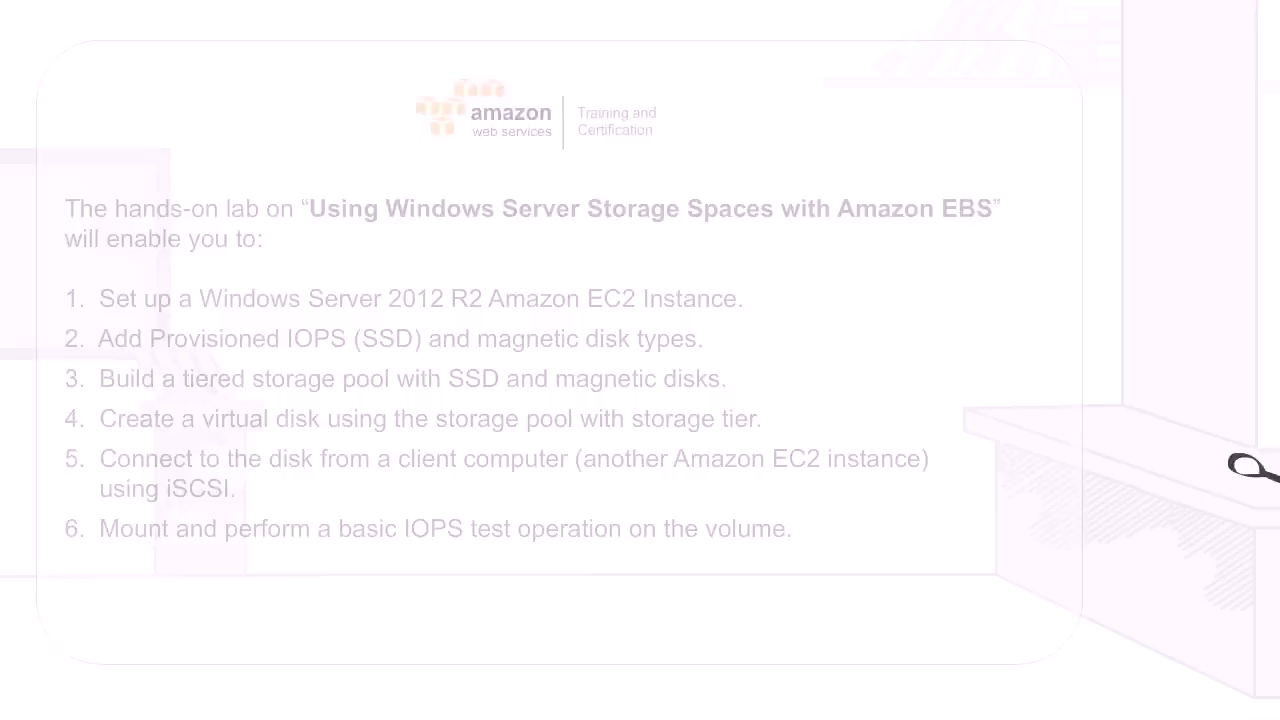 amazon
web services
Training and
Certification
The hands-on lab on “Using Windows Server Storage Spaces with Amazon EBS”
will enable you to:
1. Set up a Windows Server 2012 R2 Amazon EC2 Instance.
2. Add Provisioned IOPS (SSD) and magnetic disk types.
3. Build a tiered storage pool with SSD and magnetic disks.
4. Create a virtual disk using the storage pool with storage tier.
5. Connect to the disk from a client computer (another Amazon EC2 instance)
using iSCSI.
6. Mount and perform a basic IOPS test operation on the volume.